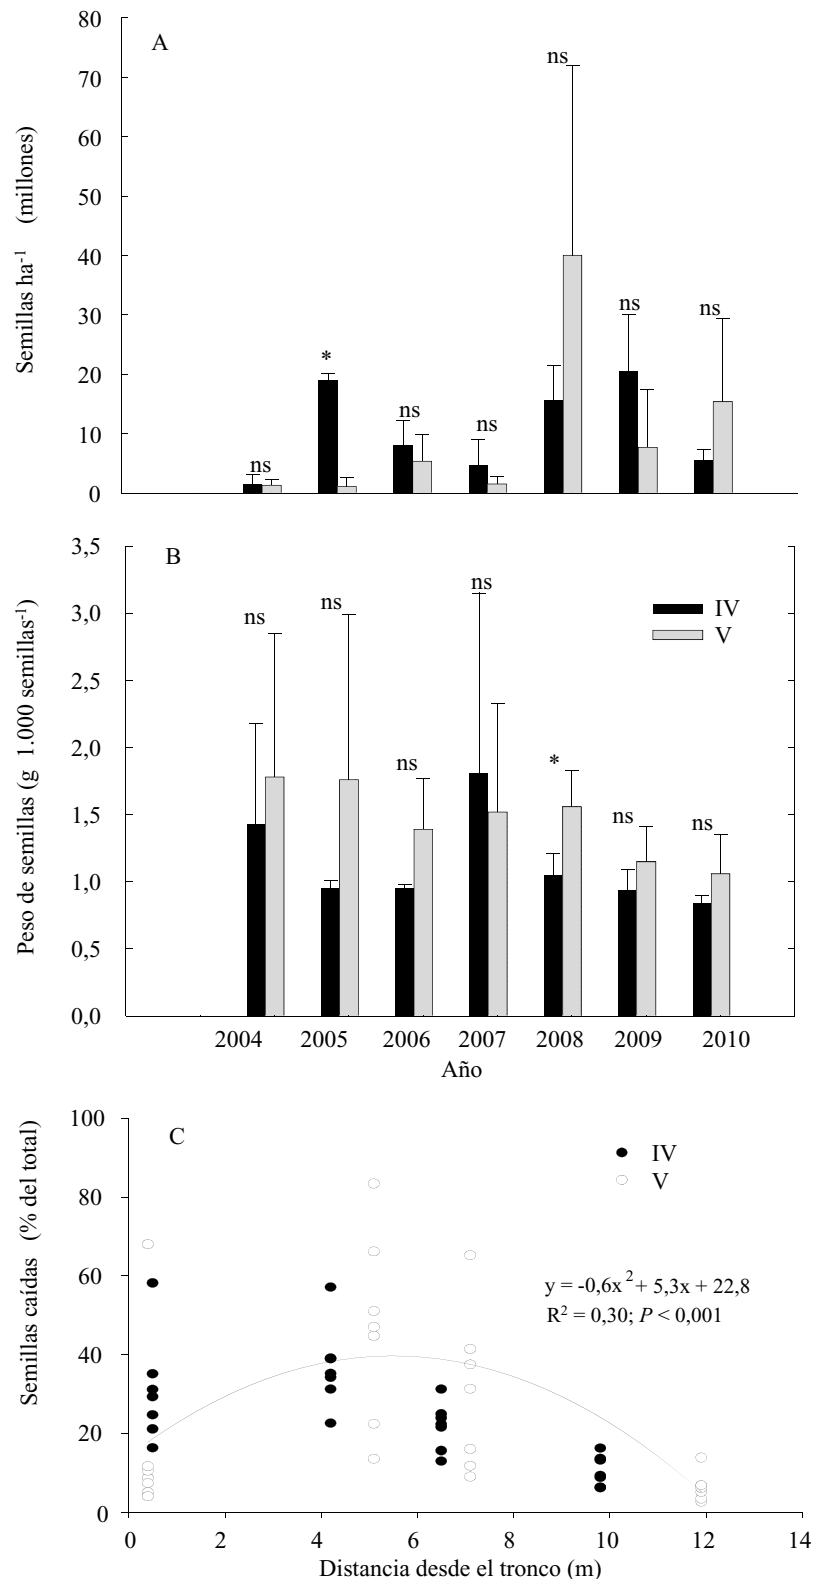 A
Semillas ha⁻¹ (millones)
80
70
60
50
40
30
20
10
0
ns
*
ns
ns
ns
ns
ns
B
Peso de semillas (g 1.000 semillas⁻¹)
3,5
3,0
2,5
2,0
1,5
1,0
0,5
0,0
ns
ns
ns
ns
*
ns
ns
IV
V
2004 2005 2006 2007 2008 2009 2010
Año
C
Semillas caídas (% del total)
100
80
60
40
20
0
IV
V
y = -0,6x² + 5,3x + 22,8
R² = 0,30; P < 0,001
0 2 4 6 8 10 12 14
Distancia desde el tronco (m)